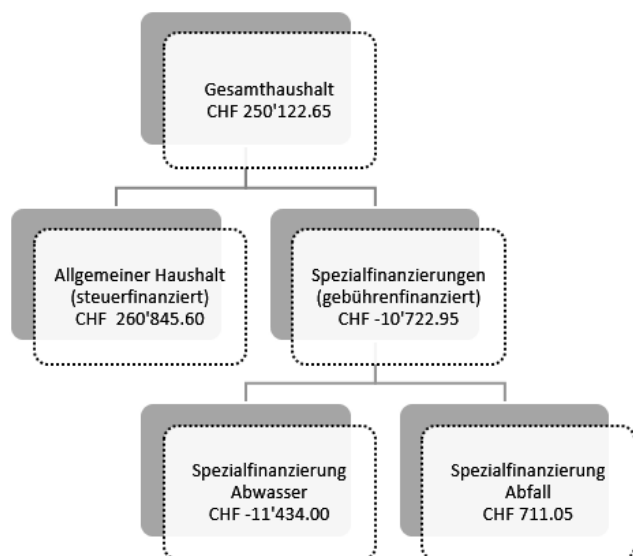 Gesamthaushalt
CHF 250'122.65
Allgemeiner Haushalt
(steuerfinanziert)
CHF 260'845.60
Spezialfinanzierungen
(gebührenfinanziert)
CHF -10'722.95
Spezialfinanzierung
Abwasser
CHF -11'434.00
Spezialfinanzierung
Abfall
CHF 711.05